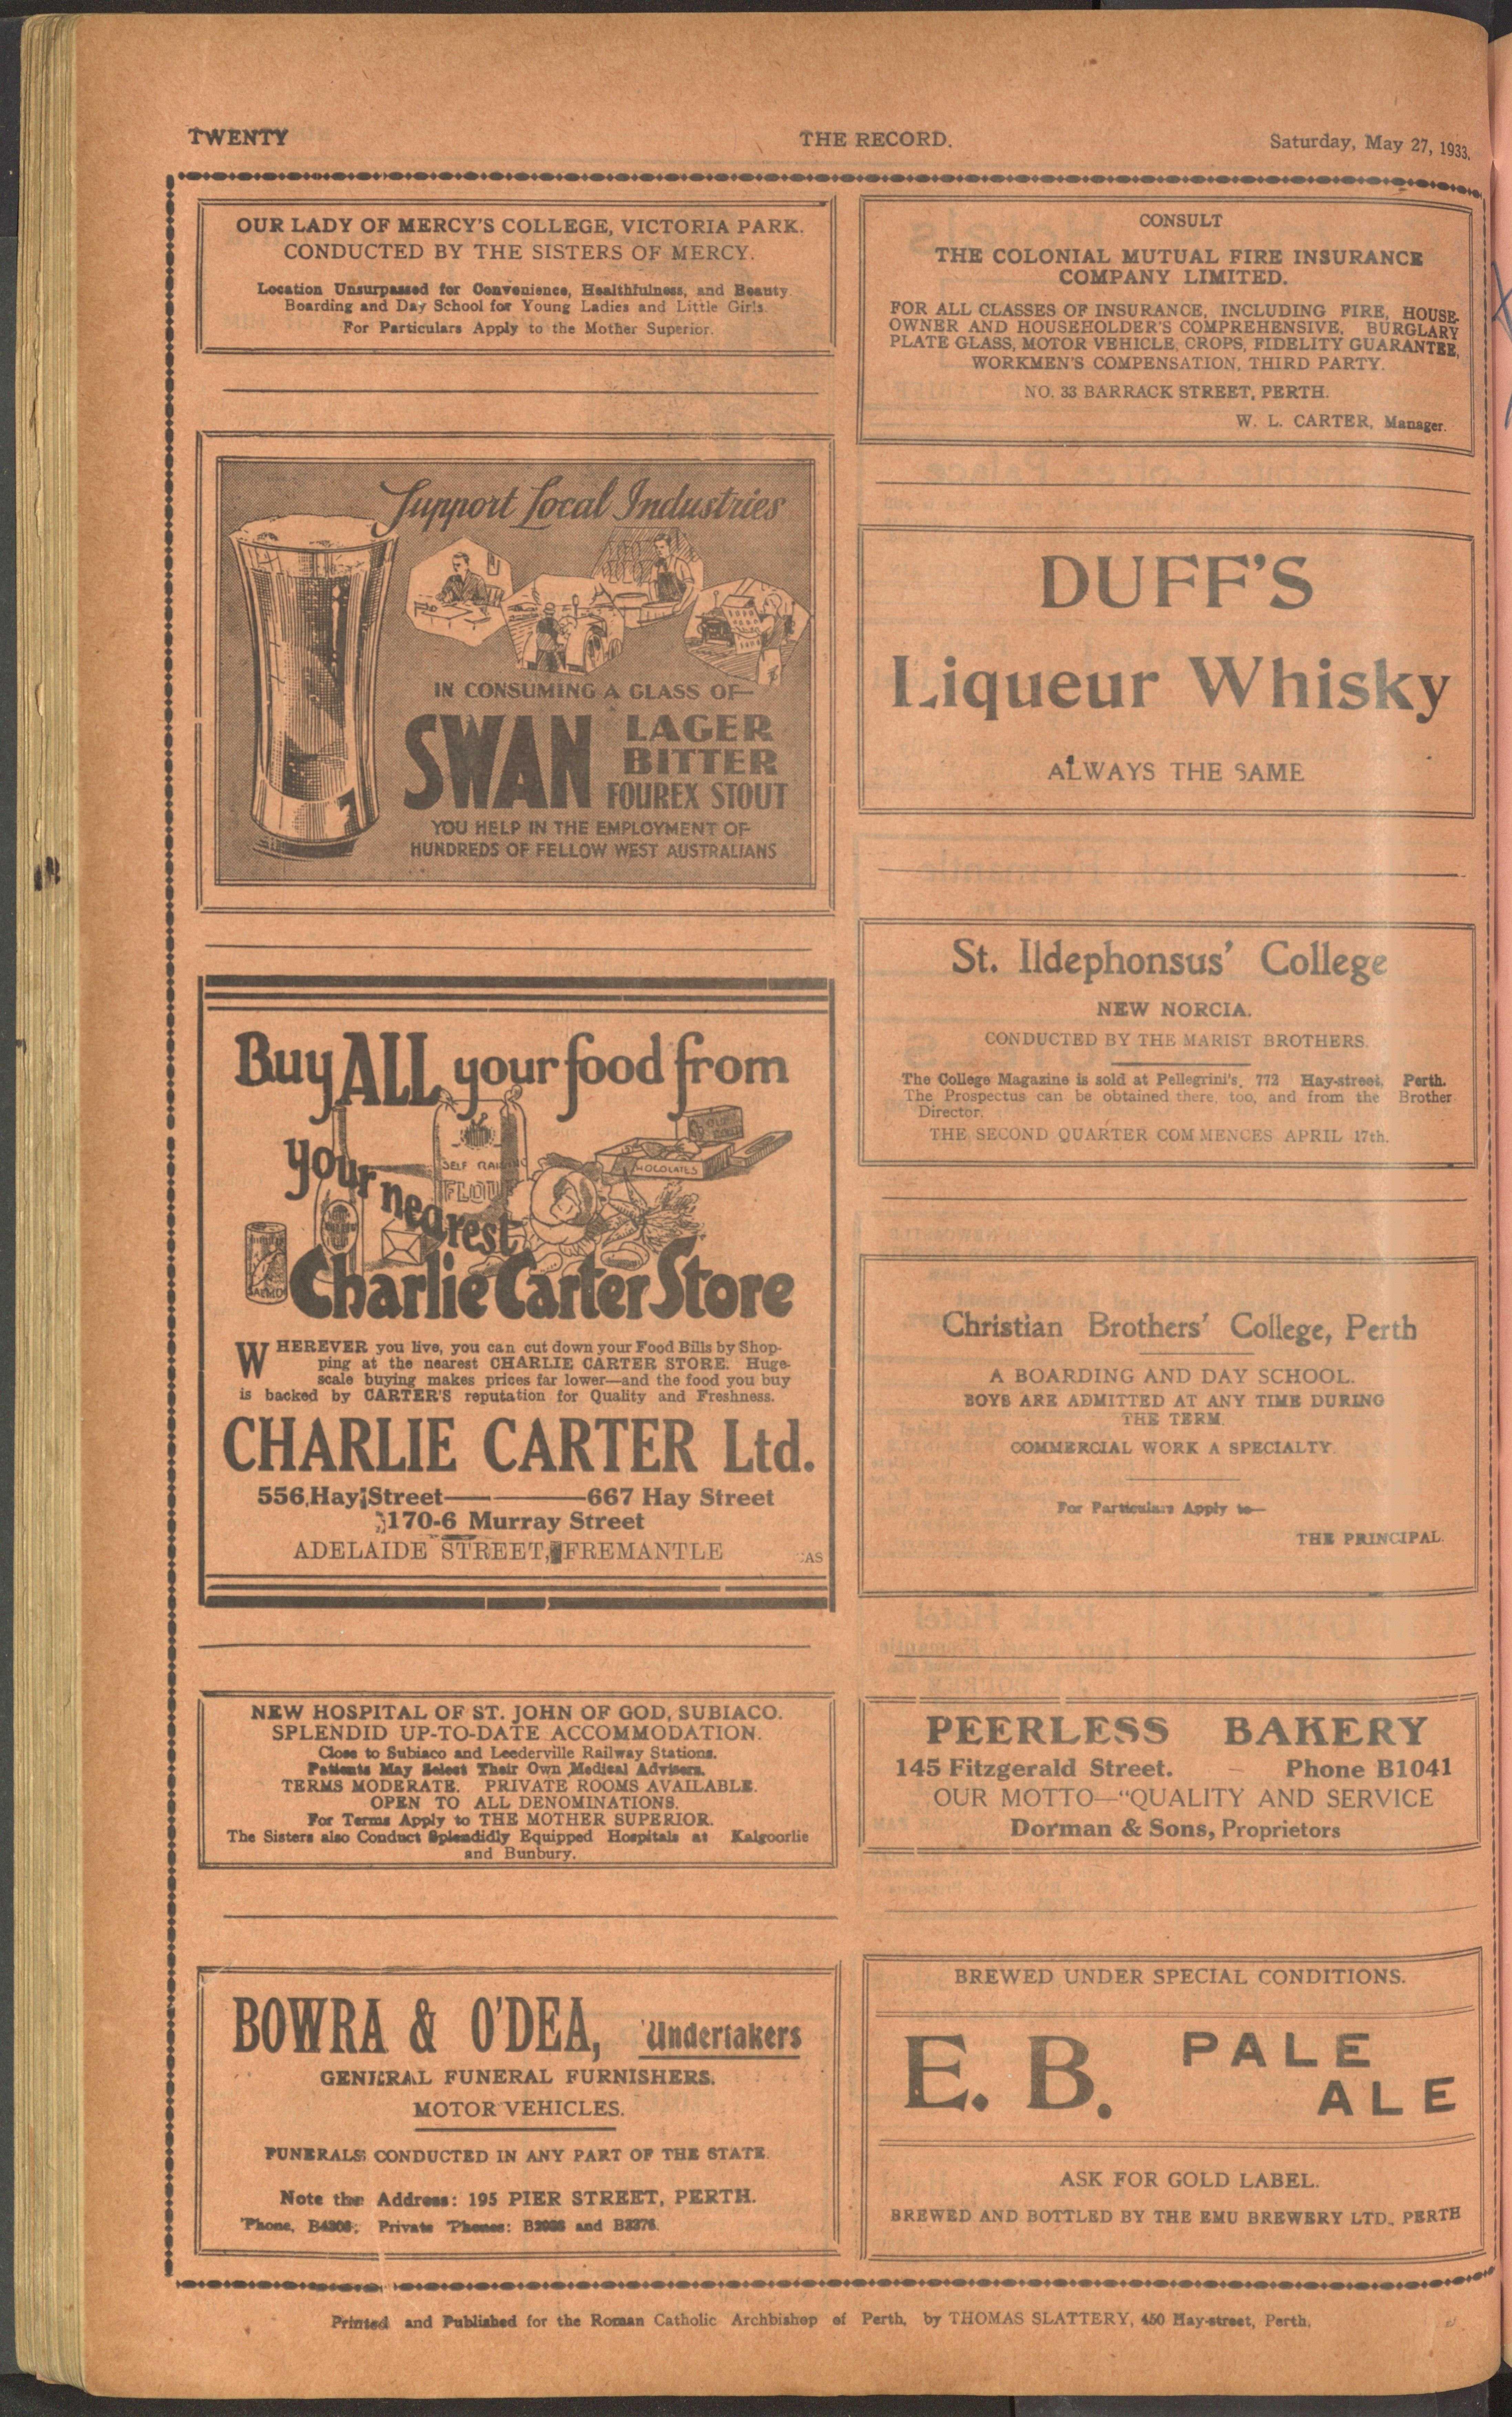 TWENTY
THE RECORD.
Saturday, May 27, 1933.
OUR LADY OF MERCY'S COLLEGE, VICTORIA PARK.
CONDUCTED BY THE SISTERS OF MERCY.
Location Unsurpassed for Convenience, Healthfulness, and Beauty.
Boarding and Day School for Young Ladies and Little Girls.
For Particulars Apply to the Mother Superior.
Support Local Industries
IN CONSUMING A GLASS OF
SWAN
LAGER
BITTER
FOUREX STOUT
YOU HELP IN THE EMPLOYMENT OF
HUNDREDS OF FELLOW WEST AUSTRALIANS
Buy ALL your food from
your nearest
SELF RAISING
FLOUR
Charlie Carter Store
WHEREVER you live, you can cut down your Food Bills by Shop-
ping at the nearest CHARLIE CARTER STORE. Huge-
scale buying makes prices far lower—and the food you buy
is backed by CARTER'S reputation for Quality and Freshness.
CHARLIE CARTER Ltd.
556 Hay Street—— ———667 Hay Street
170-6 Murray Street
ADELAIDE STREET, FREMANTLE
NEW HOSPITAL OF ST. JOHN OF GOD, SUBIACO.
SPLENDID UP-TO-DATE ACCOMMODATION.
Close to Subiaco and Leederville Railway Stations.
Patients May Select Their Own Medical Advisers.
TERMS MODERATE. PRIVATE ROOMS AVAILABLE.
OPEN TO ALL DENOMINATIONS.
For Terms Apply to THE MOTHER SUPERIOR.
The Sisters also Conduct Splendidly Equipped Hospitals at Kalgoorlie
and Bunbury.
BOWRA & O'DEA, Undertakers
GENERAL FUNERAL FURNISHERS.
MOTOR VEHICLES.
FUNERALS CONDUCTED IN ANY PART OF THE STATE.
Note the Address: 195 PIER STREET, PERTH.
'Phone, B4308; Private 'Phones: and B3376.
CONSULT
THE COLONIAL MUTUAL FIRE INSURANCE
COMPANY LIMITED.
FOR ALL CLASSES OF INSURANCE, INCLUDING FIRE, HOUSE-
OWNER AND HOUSEHOLDER'S COMPREHENSIVE, BURGLARY
PLATE GLASS, MOTOR VEHICLE, CROPS, FIDELITY GUARANTEE,
WORKMEN'S COMPENSATION, THIRD PARTY.
NO. 33 BARRACK STREET, PERTH.
W. L. CARTER, Manager.
DUFF'S
Liqueur Whisky
ALWAYS THE SAME
St. Ildephonsus' College
NEW NORCIA.
CONDUCTED BY THE MARIST BROTHERS.
The College Magazine is sold at Pellegrini's, 772 Hay-street, Perth.
The Prospectus can be obtained there, too, and from the Brother
Director.
THE SECOND QUARTER COMMENCES APRIL 17th.
Christian Brothers' College, Perth
A BOARDING AND DAY SCHOOL.
BOYS ARE ADMITTED AT ANY TIME DURING
THE TERM.
COMMERCIAL WORK A SPECIALTY.
For Particulars Apply to—
THE PRINCIPAL.
PEERLESS BAKERY
145 Fitzgerald Street. – Phone B1041
OUR MOTTO—"QUALITY AND SERVICE
Dorman & Sons, Proprietors
BREWED UNDER SPECIAL CONDITIONS.
E. B. PALE
ALE
ASK FOR GOLD LABEL.
BREWED AND BOTTLED BY THE EMU BREWERY LTD., PERTH
Printed and Published for the Roman Catholic Archbishop of Perth, by THOMAS SLATTERY, 450 Hay-street, Perth.